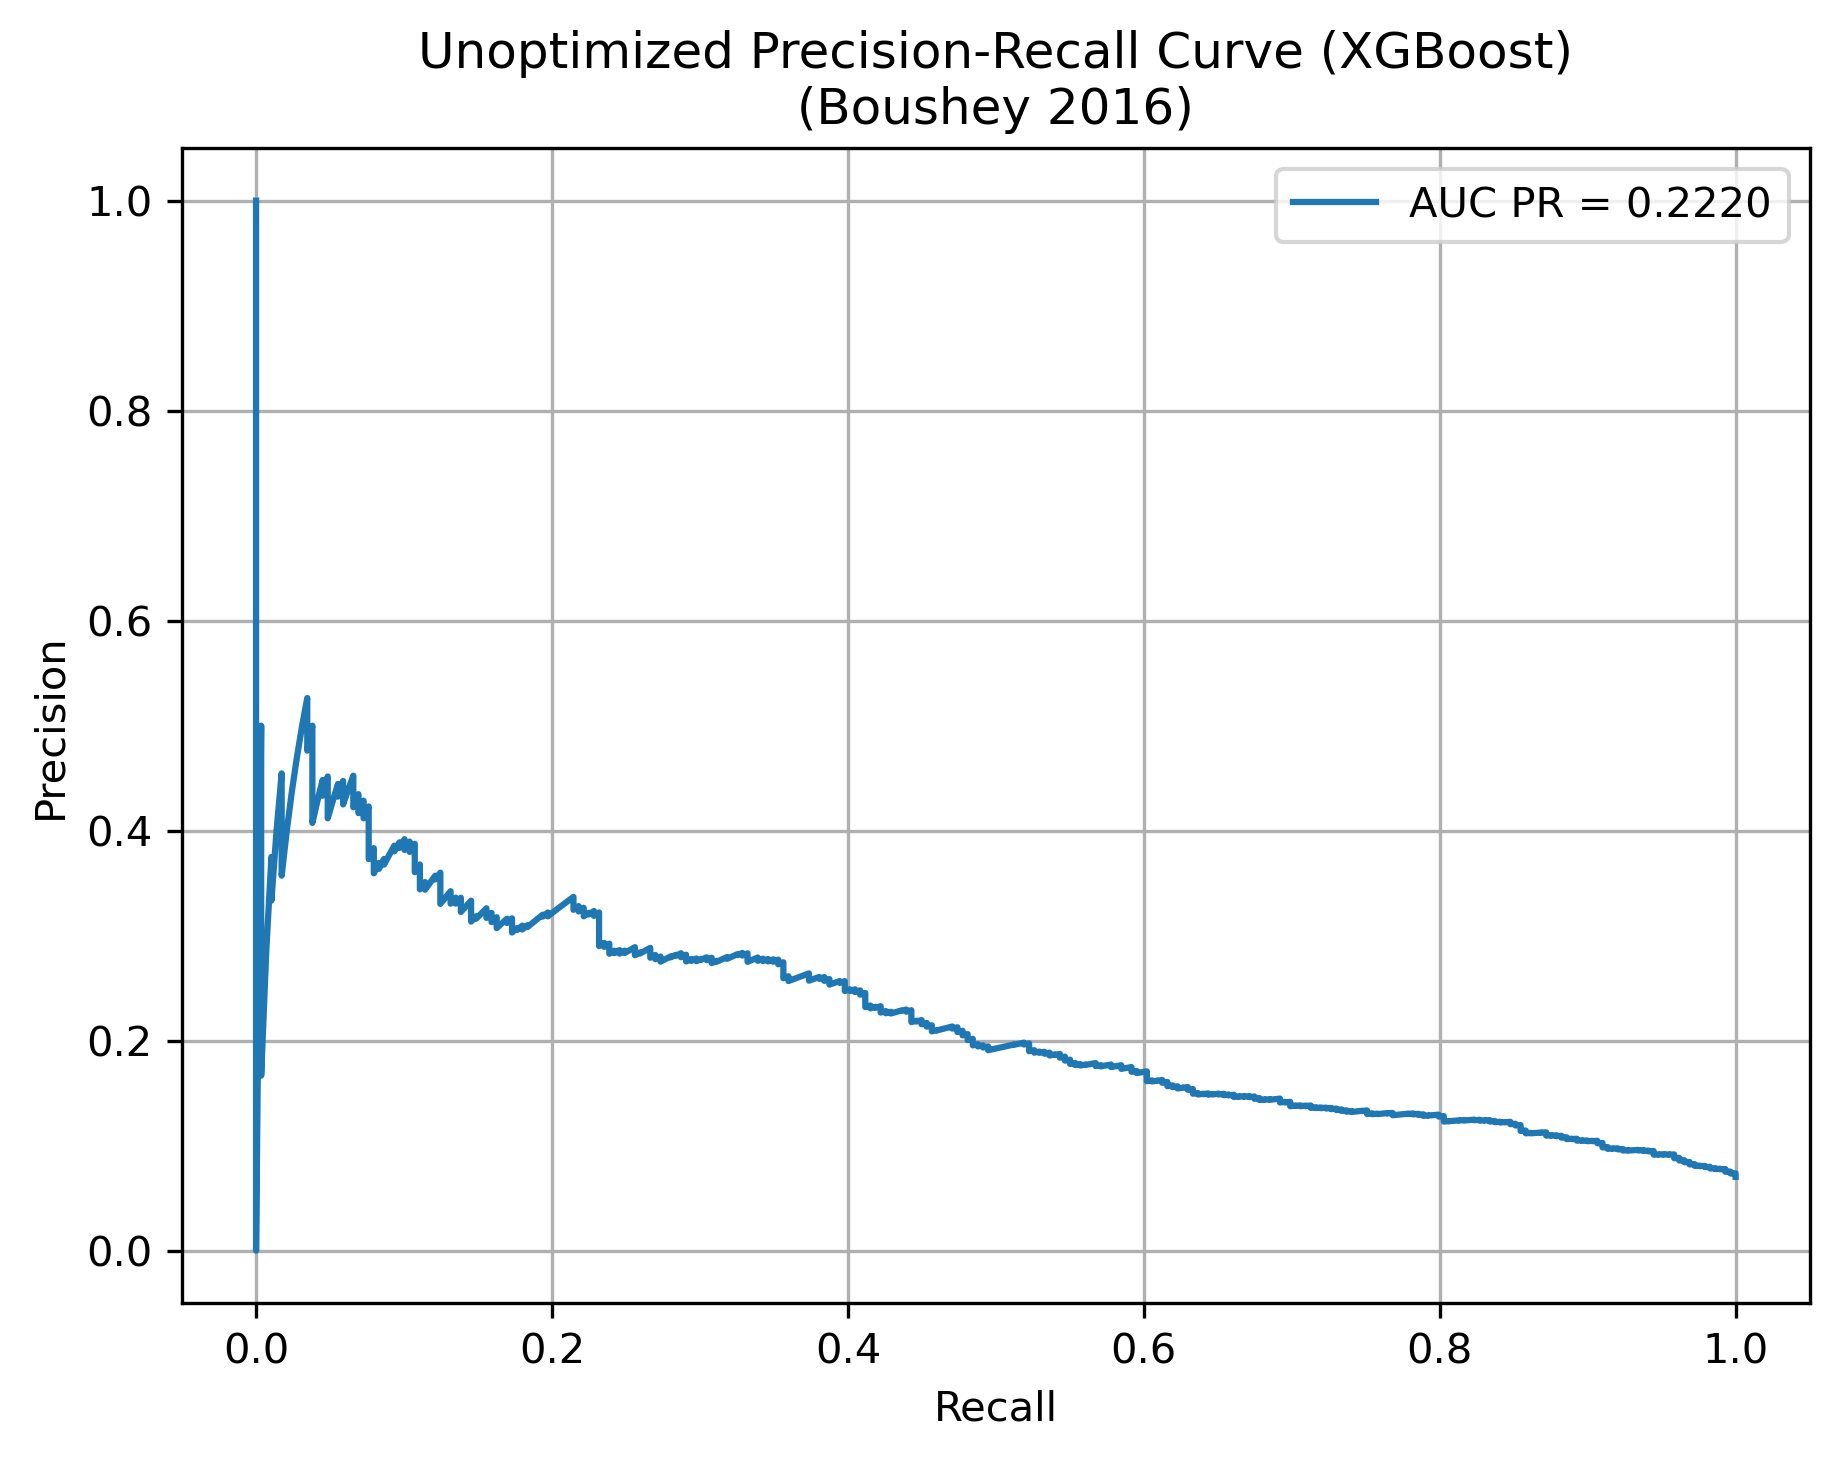 Unoptimized Precision-Recall Curve (XGBoost)
(Boushey 2016)
AUC PR = 0.2220
Precision
1.0
0.8
0.6
0.4
0.2
0.0
0.0 0.2 0.4 0.6 0.8 1.0
Recall